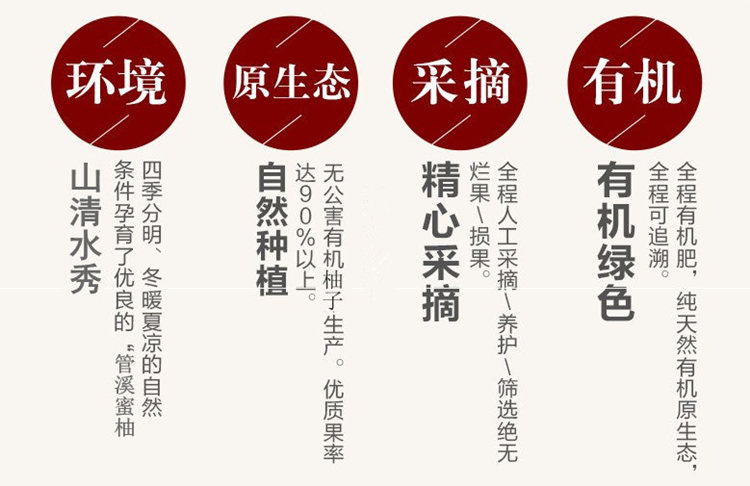 环境
山清水秀
四季分明、冬暖夏凉的自然
条件孕育了优良的“管溪蜜柚
原生态
自然种植
无公害有机柚子生产。优质果率
达90%以上。
采摘
精心采摘
全程人工采摘\养护\筛选绝无
烂果\损果。
有机
有机绿色
全程有机肥，纯天然有机原生态，
全程可追溯。